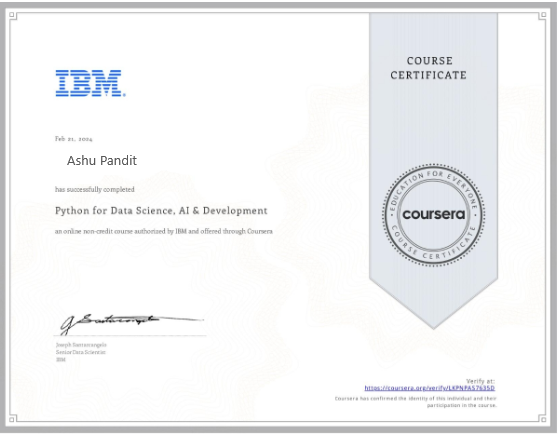 IBM
COURSE
CERTIFICATE
Feb 21, 2024
Ashu Pandit
has successfully completed
Python for Data Science, AI & Development
an online non-credit course authorized by IBM and offered through Coursera
EDUCATION FOR EVERYONE
coursera
COURSE CERTIFICATE
Joseph Santarcangelo
Senior Data Scientist
IBM
Verify at:
https://coursera.org/verify/LKPNPAS7635D
Coursera has confirmed the identity of this individual and their
participation in the course.